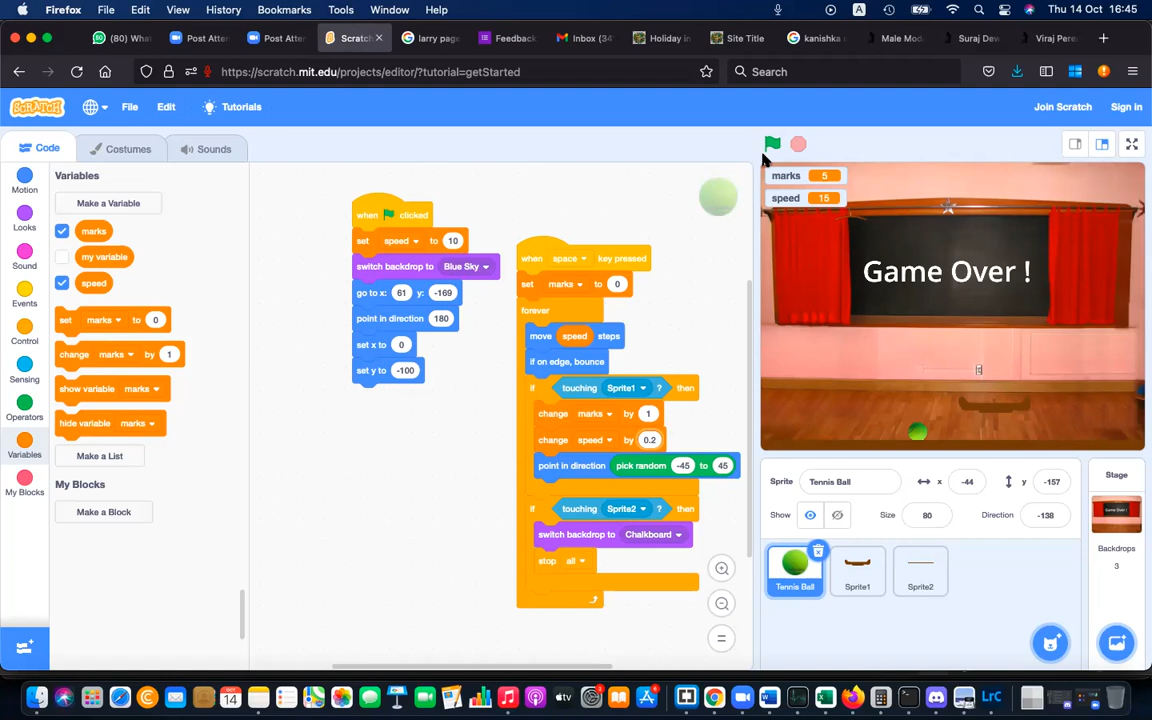 Firefox File Edit View History Bookmarks Tools Window Help A Thu 14 Oct 16:45
(80) What Post Atten Post Atten Scratch larry page Feedback Inbox (34 Holiday in Site Title kanishka Male Mod Suraj Dew Viraj Pere
https://scratch.mit.edu/projects/editor/?tutorial=getStarted Search
SCRATCH File Edit Tutorials Join Scratch Sign in
Code Costumes Sounds
Motion
Looks
Sound
Events
Control
Sensing
Operators
Variables
My Blocks
Variables
Make a Variable
marks
my variable
speed
set marks to 0
change marks by 1
show variable marks
hide variable marks
Make a List
My Blocks
Make a Block
when clicked
set speed to 10
switch backdrop to Blue Sky
go to x: 61 y: -169
point in direction 180
set x to 0
set y to -100
when space key pressed
set marks to 0
forever
move speed steps
if on edge, bounce
if touching Sprite1 ? then
change marks by 1
change speed by 0.2
point in direction pick random -45 to 45
if touching Sprite2 ? then
switch backdrop to Chalkboard
stop all
marks 5
speed 15
Game Over !
Sprite Tennis Ball x -44 y -157
Show Size 80 Direction -138
Tennis Ball Sprite1 Sprite2
Stage
Game Over !
Backdrops
3
OCT
14
LrC